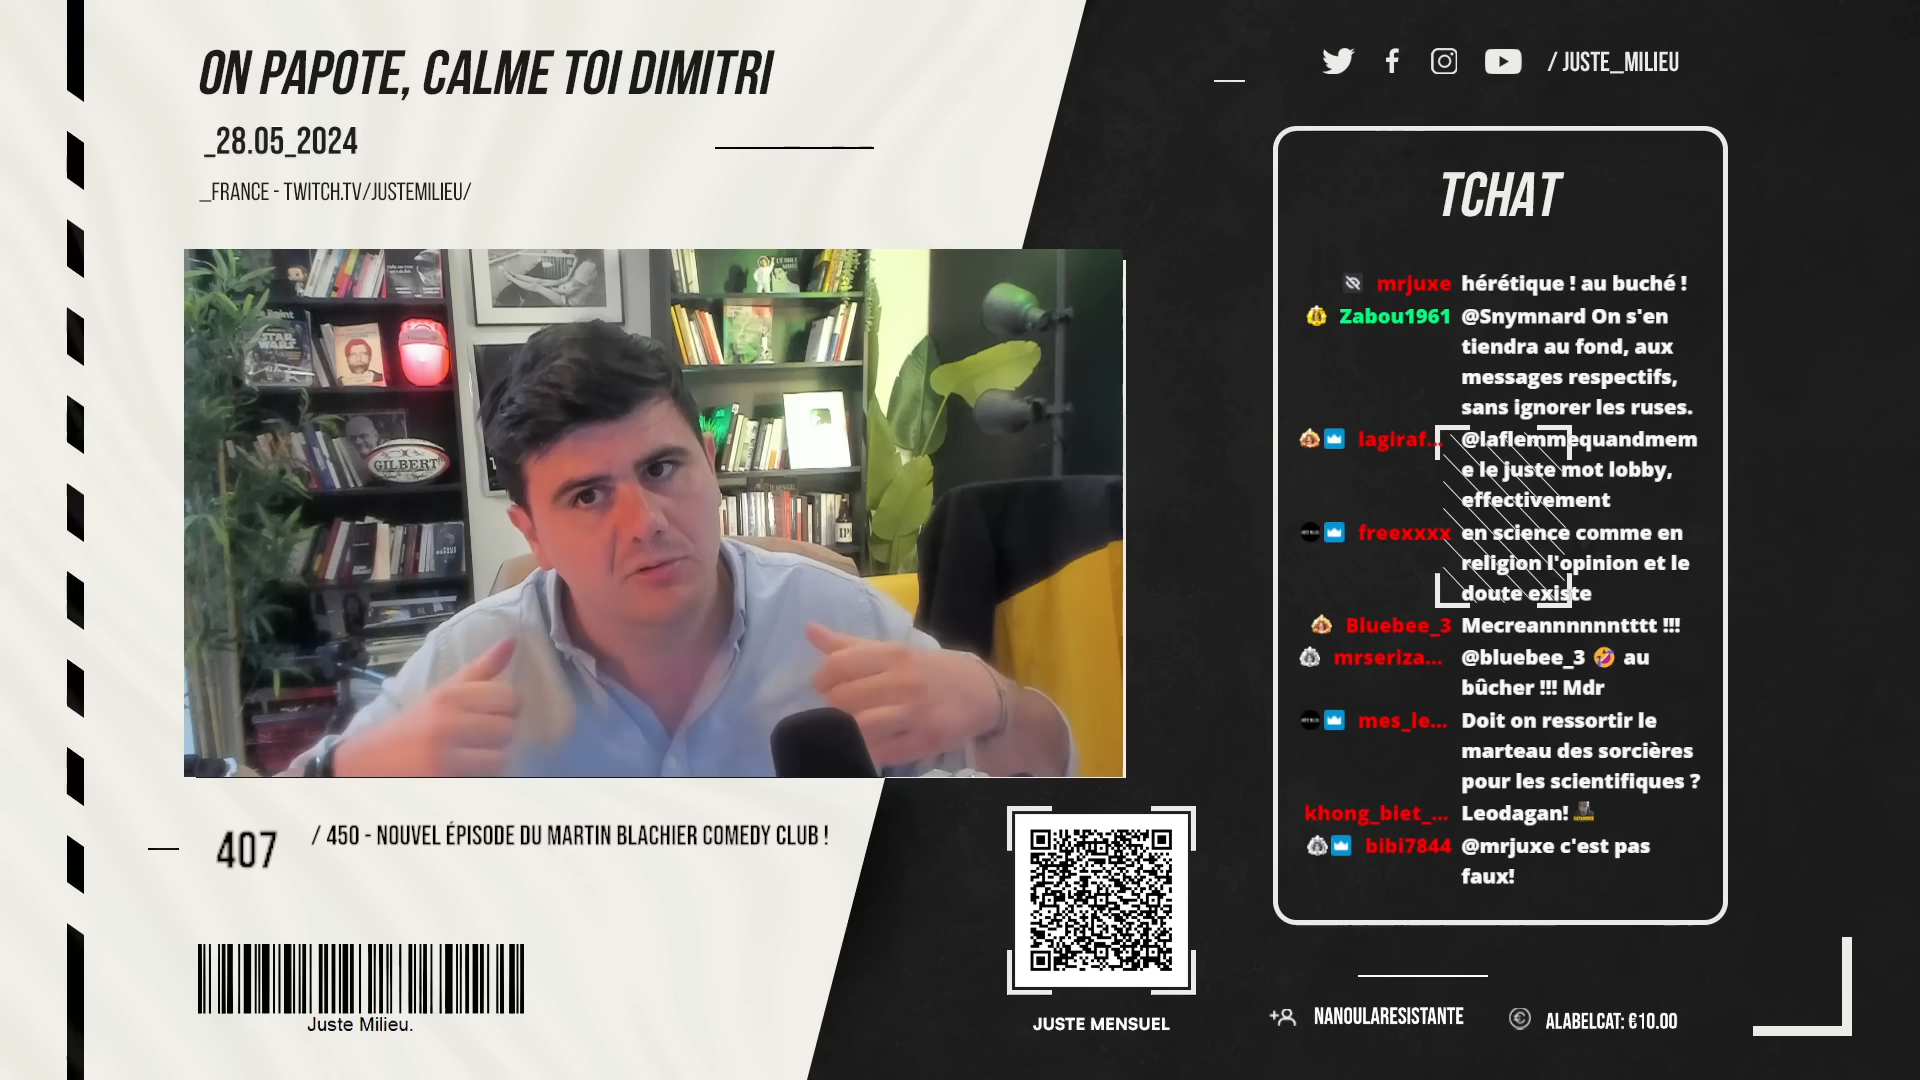 ON PAPOTE, CALME TOI DIMITRI
_28.05_2024
_FRANCE - TWITCH.TV/JUSTEMILIEU/
/ JUSTE_MILIEU
TCHAT
mrjuxe hérétique ! au buché !
Zabou1961 @Snymnard On s'en
tiendra au fond, aux
messages respectifs,
sans ignorer les ruses.
lagiraf... @laflemmequandmem
e le juste mot lobby,
effectivement
freexxxx en science comme en
religion l'opinion et le
doute existe
Bluebee_3 Mecreannnnnntttt !!!
mrseriza... @bluebee_3 🤣 au
bûcher !!! Mdr
mes_le... Doit on ressortir le
marteau des sorcières
pour les scientifiques ?
khong_biet_... Leodagan!
bibi7844 @mrjuxe c'est pas
faux!
STAR
WARS
GILBERT
407 / 450 - NOUVEL ÉPISODE DU MARTIN BLACHIER COMEDY CLUB !
Juste Milieu.
JUSTE MENSUEL
NANOULARESISTANTE
ALABELCAT: €10.00